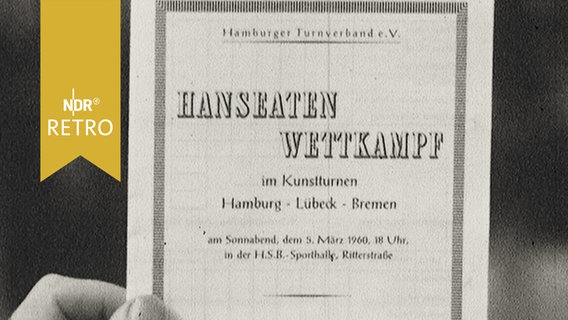 NDR®
RETRO
Hamburger Turnverband e.V.
HANSEATEN
WETTKAMPF
im Kunstturnen
Hamburg - Lübeck - Bremen
am Sonnabend, dem 5. März 1960, 18 Uhr,
in der H.S.B.-Sporthalle, Ritterstraße